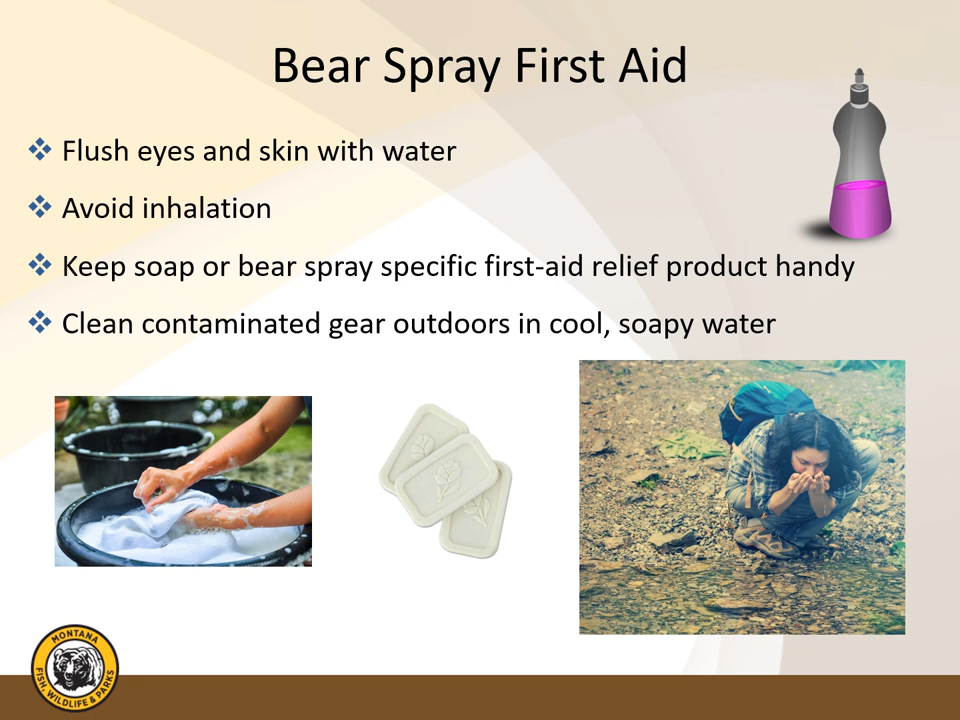 Bear Spray First Aid
Flush eyes and skin with water
Avoid inhalation
Keep soap or bear spray specific first-aid relief product handy
Clean contaminated gear outdoors in cool, soapy water
MONTANA
FISH, WILDLIFE & PARKS